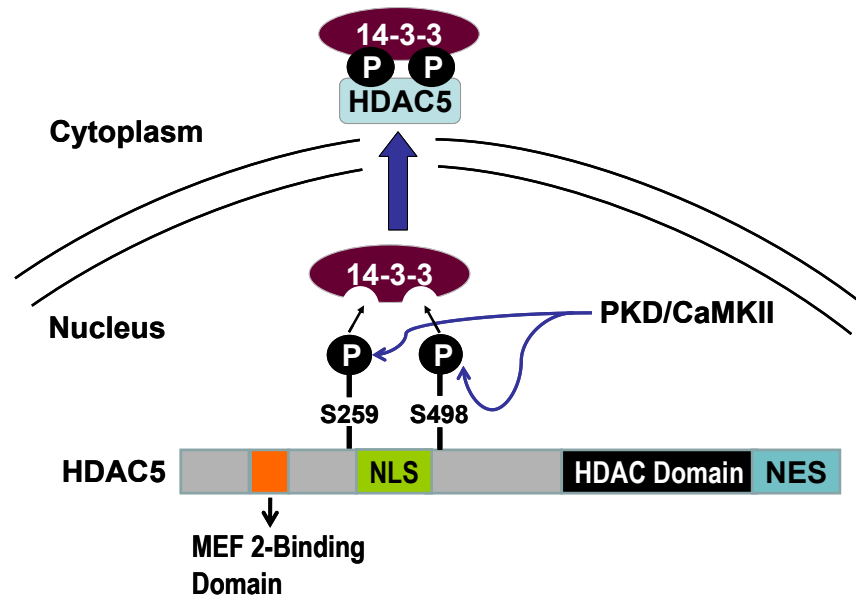 14-3-3
P P
HDAC5
Cytoplasm
14-3-3
Nucleus
PKD/CaMKII
P P
S259 S498
HDAC5 NLS HDAC Domain NES
MEF 2-Binding
Domain